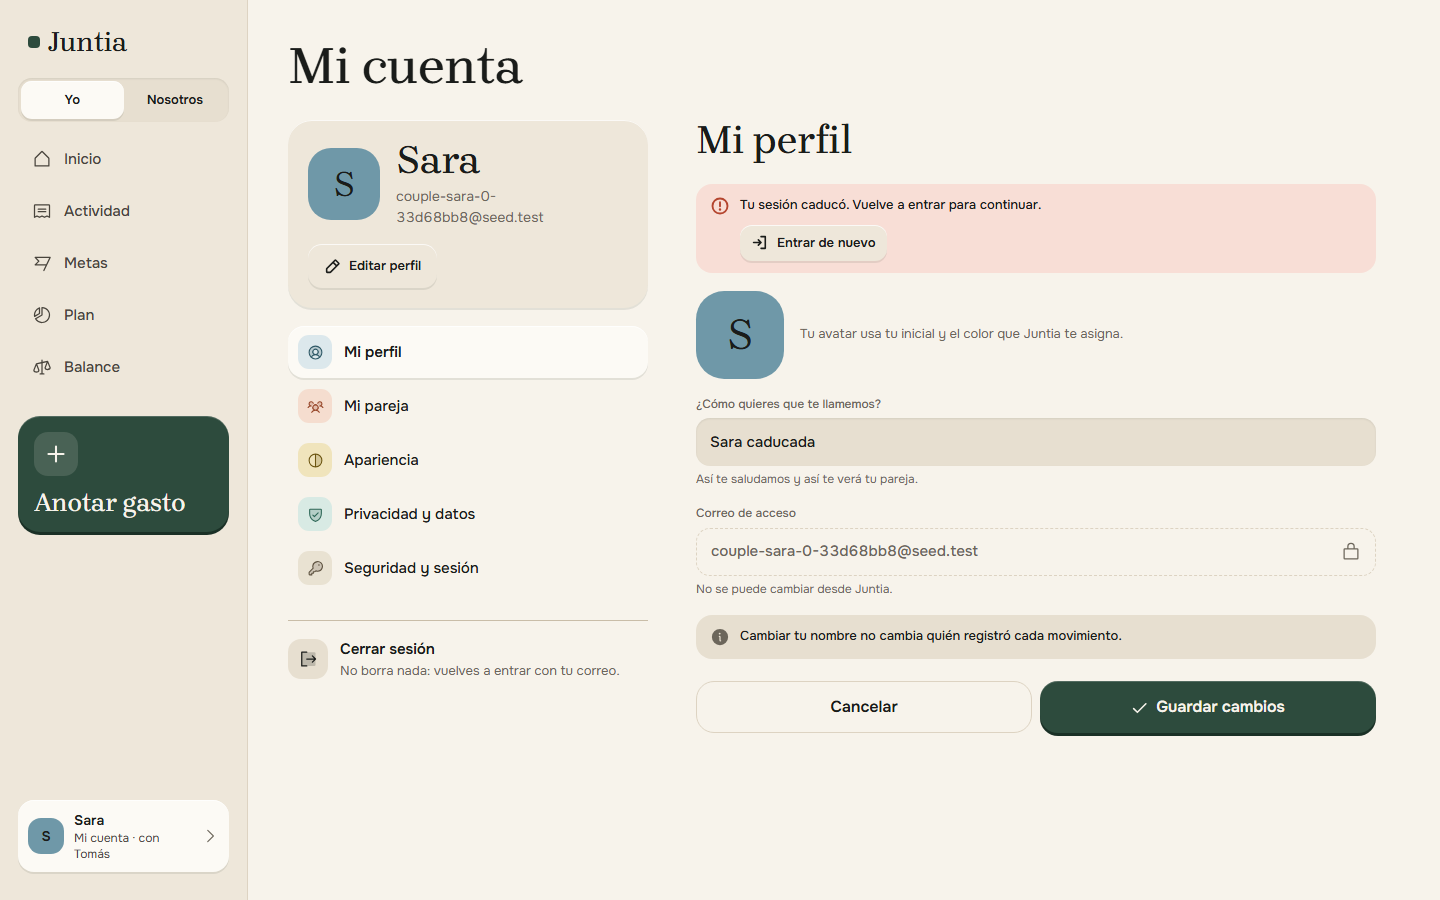 Juntia
Yo
Nosotros
Inicio
Actividad
Metas
Plan
Balance
Anotar gasto
Sara
Mi cuenta · con
Tomás
S
Mi cuenta
S
Sara
couple-sara-0-
33d68bb8@seed.test
Editar perfil
Mi perfil
Mi pareja
Apariencia
Privacidad y datos
Seguridad y sesión
Cerrar sesión
No borra nada: vuelves a entrar con tu correo.
Mi perfil
Tu sesión caducó. Vuelve a entrar para continuar.
Entrar de nuevo
S
Tu avatar usa tu inicial y el color que Juntia te asigna.
¿Cómo quieres que te llamemos?
Sara caducada
Así te saludamos y así te verá tu pareja.
Correo de acceso
couple-sara-0-33d68bb8@seed.test
No se puede cambiar desde Juntia.
Cambiar tu nombre no cambia quién registró cada movimiento.
Cancelar
Guardar cambios